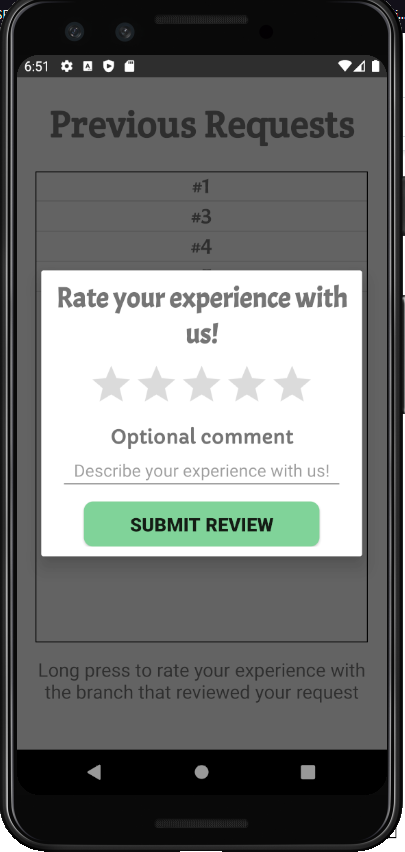 6:51
Previous Requests
#1
#3
#4
Rate your experience with
us!
Optional comment
Describe your experience with us!
SUBMIT REVIEW
Long press to rate your experience with
the branch that reviewed your request